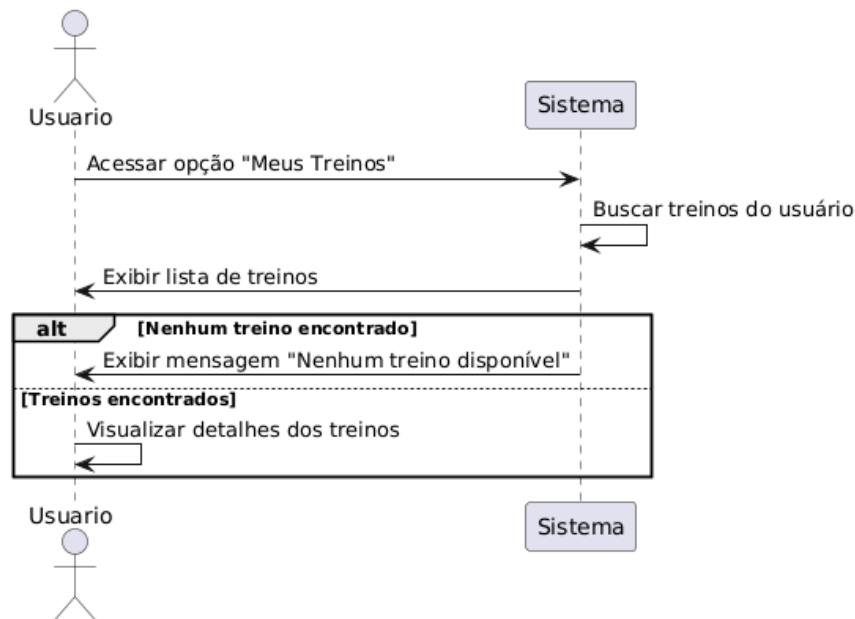 Usuario
Sistema
Acessar opção "Meus Treinos"
Buscar treinos do usuário
Exibir lista de treinos
alt [Nenhum treino encontrado]
Exibir mensagem "Nenhum treino disponível"
[Treinos encontrados]
Visualizar detalhes dos treinos
Usuario
Sistema